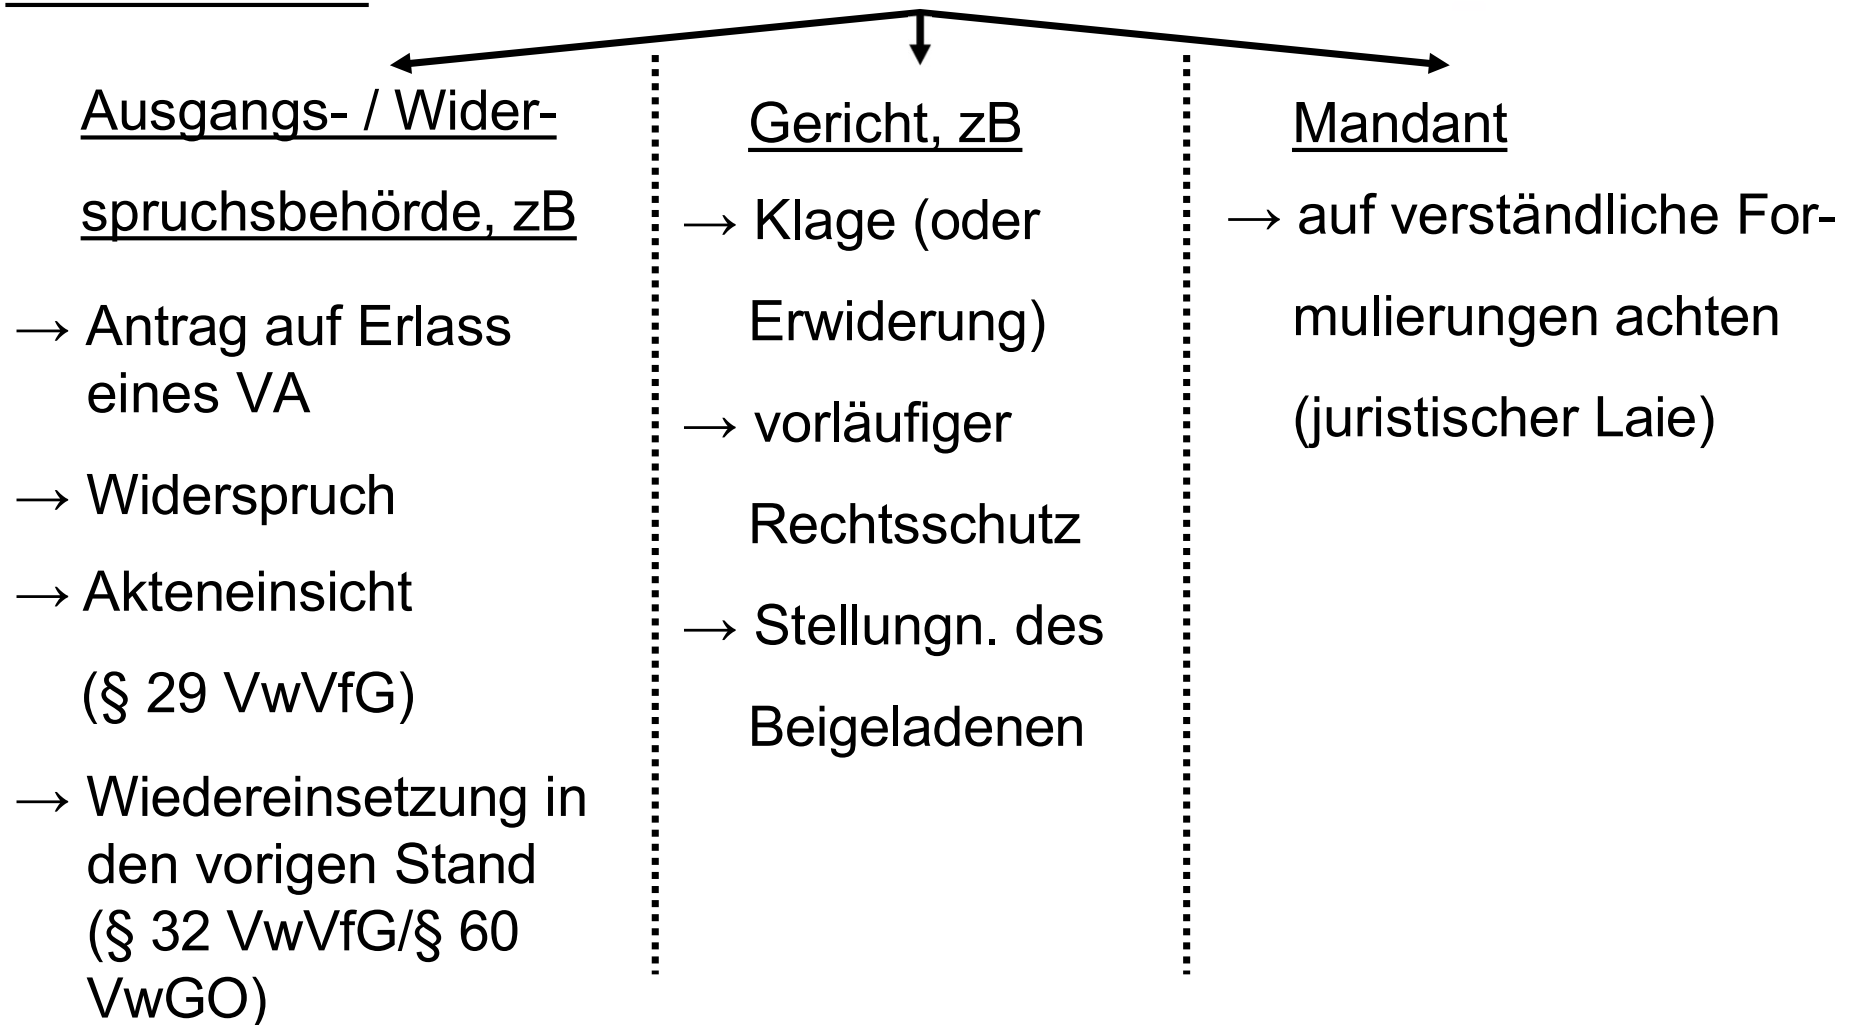 Ausgangs- / Wider-
spruchsbehörde, zB
→ Antrag auf Erlass
eines VA
→ Widerspruch
→ Akteneinsicht
(§ 29 VwVfG)
→ Wiedereinsetzung in
den vorigen Stand
(§ 32 VwVfG/§ 60
VwGO)
Gericht, zB
→ Klage (oder
Erwiderung)
→ vorläufiger
Rechtsschutz
→ Stellungn. des
Beigeladenen
Mandant
→ auf verständliche For-
mulierungen achten
(juristischer Laie)